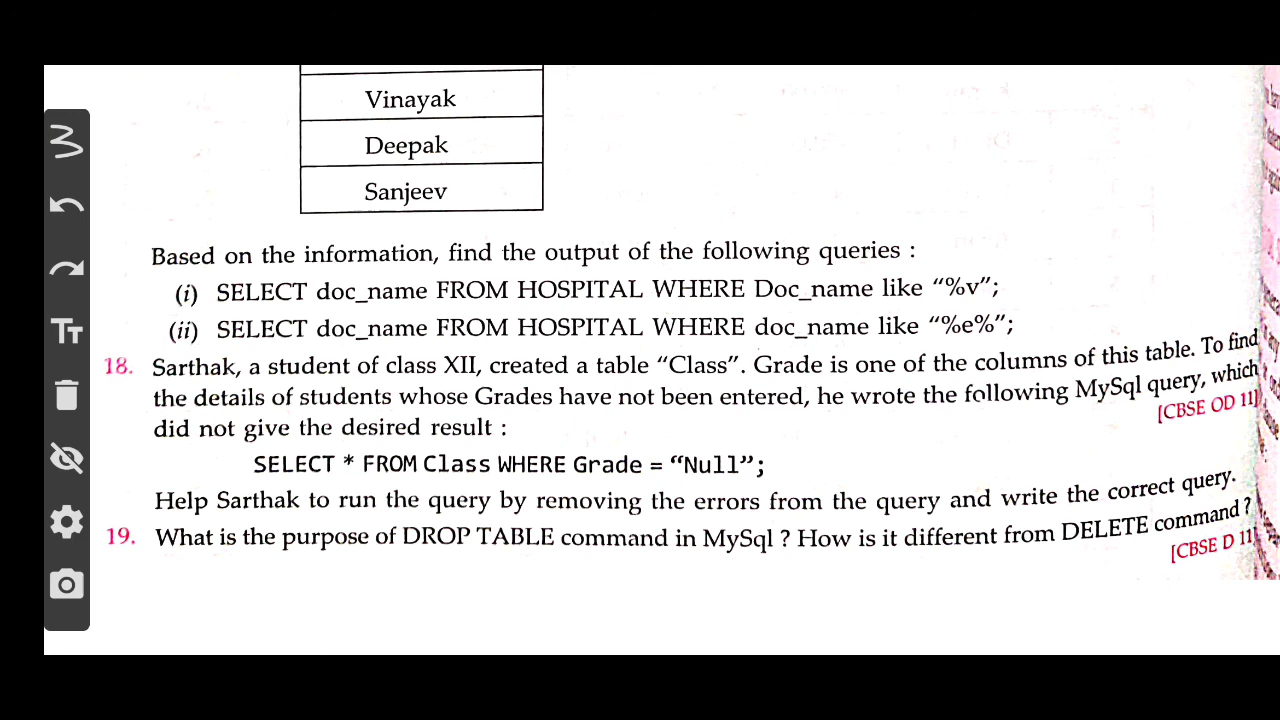 Vinayak
Deepak
Sanjeev
Based on the information, find the output of the following queries :
(i) SELECT doc_name FROM HOSPITAL WHERE Doc_name like “%v”;
(ii) SELECT doc_name FROM HOSPITAL WHERE doc_name like “%e%”;
18. Sarthak, a student of class XII, created a table “Class”. Grade is one of the columns of this table. To find
the details of students whose Grades have not been entered, he wrote the following MySql query, which
did not give the desired result :
[CBSE OD 11]
SELECT * FROM Class WHERE Grade = “Null”;
Help Sarthak to run the query by removing the errors from the query and write the correct query.
19. What is the purpose of DROP TABLE command in MySql ? How is it different from DELETE command ?
[CBSE D 11]
TT